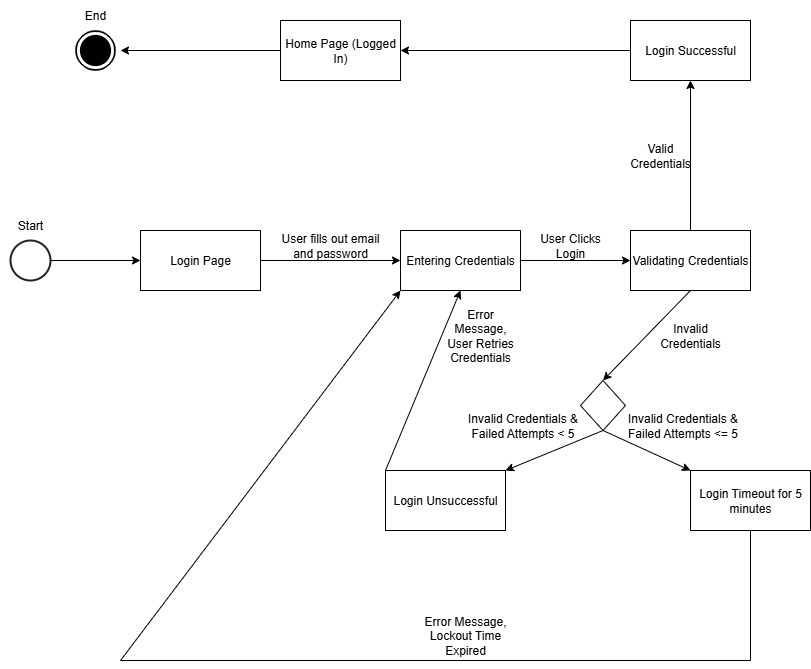 End
Home Page (Logged
In)
Login Successful
Valid
Credentials
Start
Login Page
User fills out email
and password
Entering Credentials
User Clicks
Login
Validating Credentials
Error
Message,
User Retries
Credentials
Invalid
Credentials
Invalid Credentials &
Failed Attempts < 5
Invalid Credentials &
Failed Attempts <= 5
Login Unsuccessful
Login Timeout for 5
minutes
Error Message,
Lockout Time
Expired